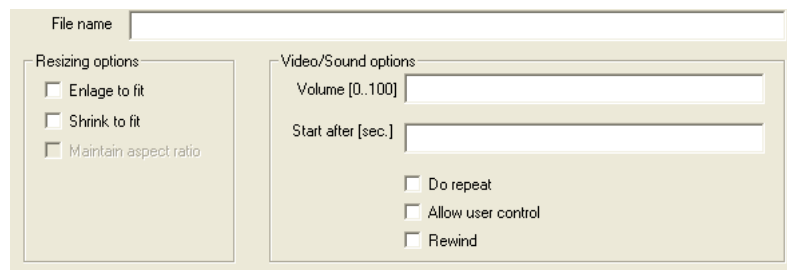 File name
Resizing options
Enlage to fit
Shrink to fit
Maintain aspect ratio
Video/Sound options
Volume [0..100]
Start after [sec.]
Do repeat
Allow user control
Rewind